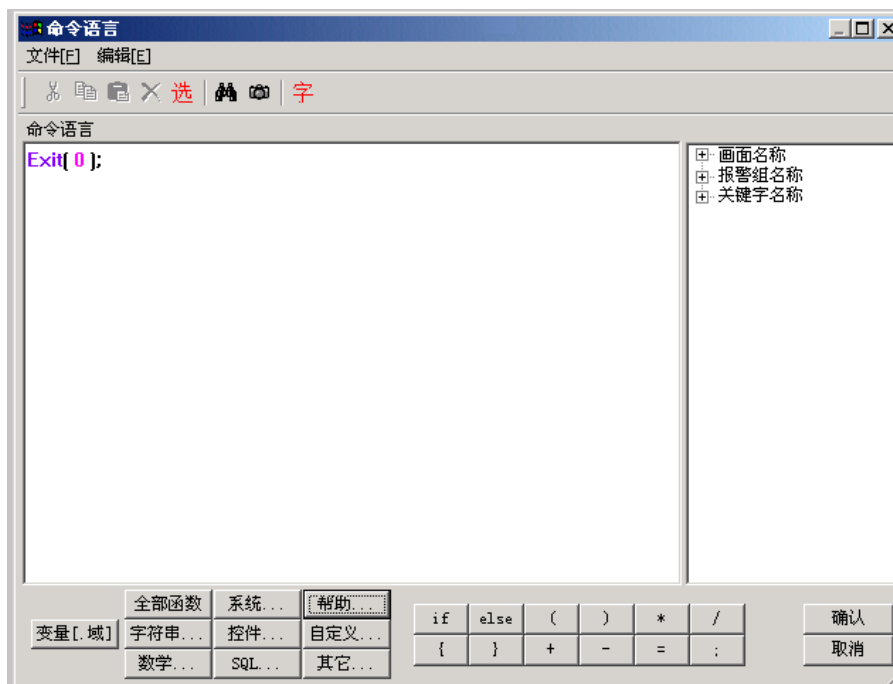 命令语言
文件[F] 编辑[E]
选 字
命令语言
Exit( 0 );
画面名称
报警组名称
关键字名称
全部函数 系统... 帮助...
变量[.域] 字符串... 控件... 自定义...
数学... SQL... 其它...
if else ( ) * /
{ } + - = ;
确认
取消